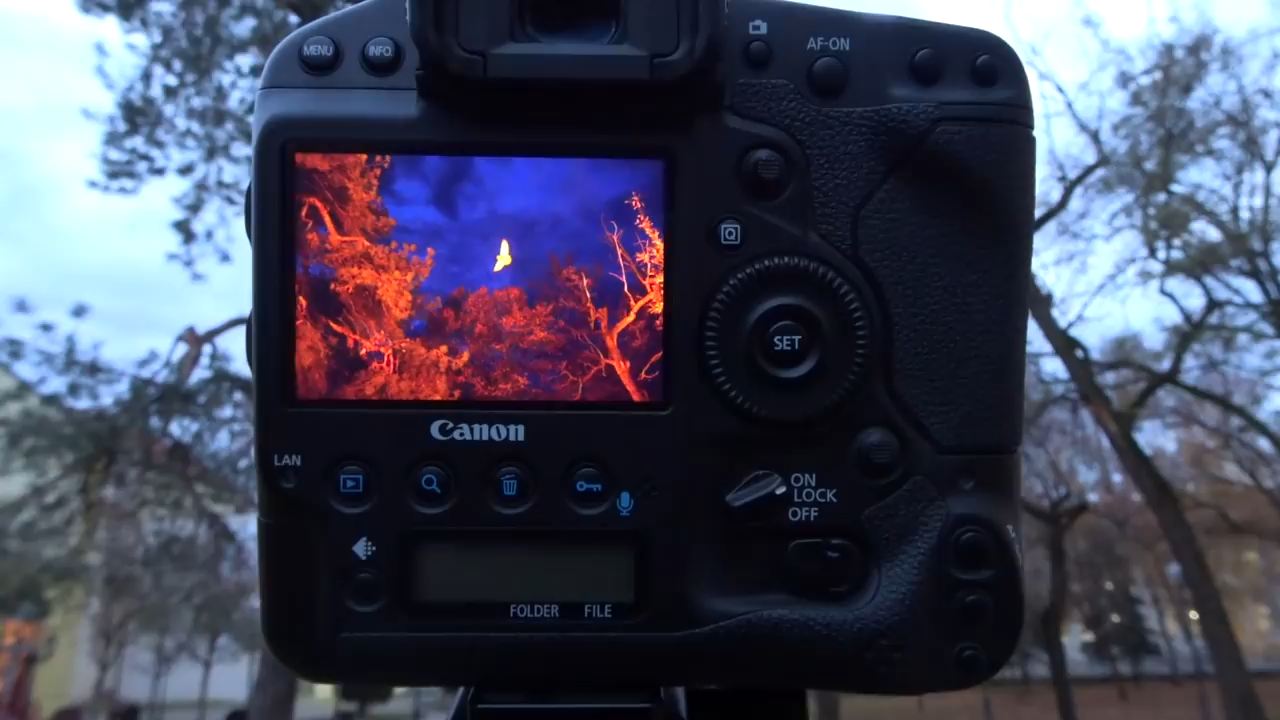 MENU
INFO.
AF-ON
Q
SET
Canon
LAN
ON
LOCK
OFF
FOLDER FILE